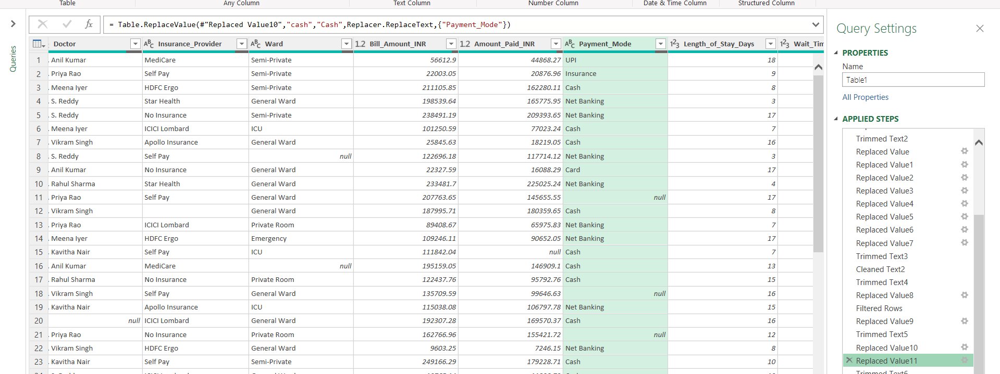 Table Any Column Text Column Number Column Date & Time Column Structured Column
Queries
fx = Table.ReplaceValue(#"Replaced Value10","cash","Cash",Replacer.ReplaceText,{"Payment_Mode"})
Doctor ABC Insurance_Provider ABC Ward 1.2 Bill_Amount_INR 1.2 Amount_Paid_INR ABC Payment_Mode 123 Length_of_Stay_Days 123 Wait_Tim
1 . Anil Kumar MediCare Semi-Private 56612.9 44868.27 UPI 18
2 . Priya Rao Self Pay Semi-Private 22003.05 20876.96 Insurance 9
3 . Meena Iyer HDFC Ergo Semi-Private 211105.85 162280.11 Cash 8
4 . S. Reddy Star Health General Ward 198539.64 165775.95 Net Banking 3
5 . S. Reddy No Insurance Semi-Private 238491.19 209393.65 Net Banking 17
6 . Meena Iyer ICICI Lombard ICU 101250.59 77023.24 Cash 7
7 . Vikram Singh Apollo Insurance General Ward 25845.63 18219.05 Cash 16
8 . S. Reddy Self Pay null 122696.18 117714.12 Net Banking 3
9 . Anil Kumar No Insurance General Ward 22327.59 16088.29 Card 17
10 . Rahul Sharma Star Health General Ward 233481.7 225025.24 Net Banking 4
11 . Priya Rao Self Pay General Ward 207763.65 145655.55 null 17
12 . Vikram Singh General Ward 187995.71 180359.65 Cash 8
13 . Priya Rao ICICI Lombard Private Room 89408.67 65975.83 Net Banking 7
14 . Meena Iyer HDFC Ergo Emergency 109246.11 90652.05 Net Banking 17
15 . Kavitha Nair Self Pay ICU 111842.04 null Cash 7
16 . Anil Kumar MediCare null 195159.05 146909.1 Cash 13
17 . Rahul Sharma No Insurance Private Room 122437.76 95792.76 Cash 15
18 . Vikram Singh Self Pay General Ward 135709.59 99646.63 null 16
19 . Kavitha Nair Apollo Insurance ICU 115038.08 106797.78 Net Banking 15
20 null ICICI Lombard General Ward 192307.28 169570.37 Cash 16
21 . Priya Rao No Insurance Private Room 162766.96 155421.72 null 12
22 . Vikram Singh HDFC Ergo General Ward 9603.25 7246.15 Net Banking 8
23 . Kavitha Nair Self Pay Semi-Private 249166.29 179228.71 Cash 10
Query Settings
PROPERTIES
Name
Table1
All Properties
APPLIED STEPS
Trimmed Text2
Replaced Value
Replaced Value1
Replaced Value2
Replaced Value3
Replaced Value4
Replaced Value5
Replaced Value6
Replaced Value7
Trimmed Text3
Cleaned Text2
Trimmed Text4
Replaced Value8
Filtered Rows
Replaced Value9
Trimmed Text5
Replaced Value10
Replaced Value11
Trimmed Text6